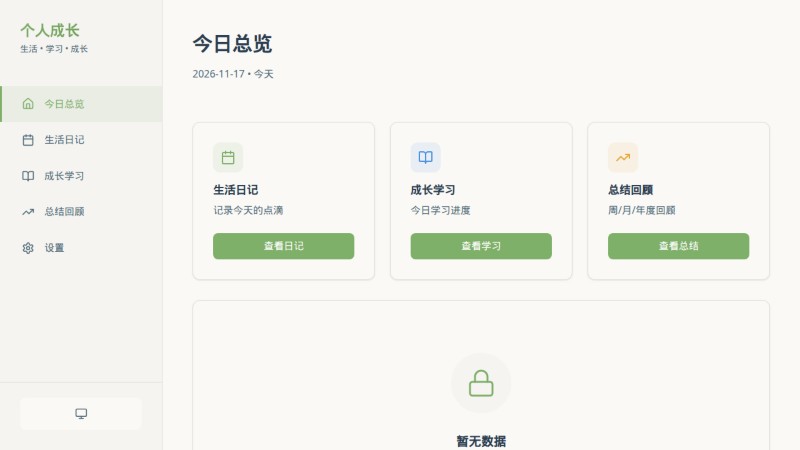 个人成长
生活 • 学习 • 成长
今日总览
生活日记
成长学习
总结回顾
设置
今日总览
2026-11-17 • 今天
生活日记
记录今天的点滴
查看日记
成长学习
今日学习进度
查看学习
总结回顾
周/月/年度回顾
查看总结
暂无数据